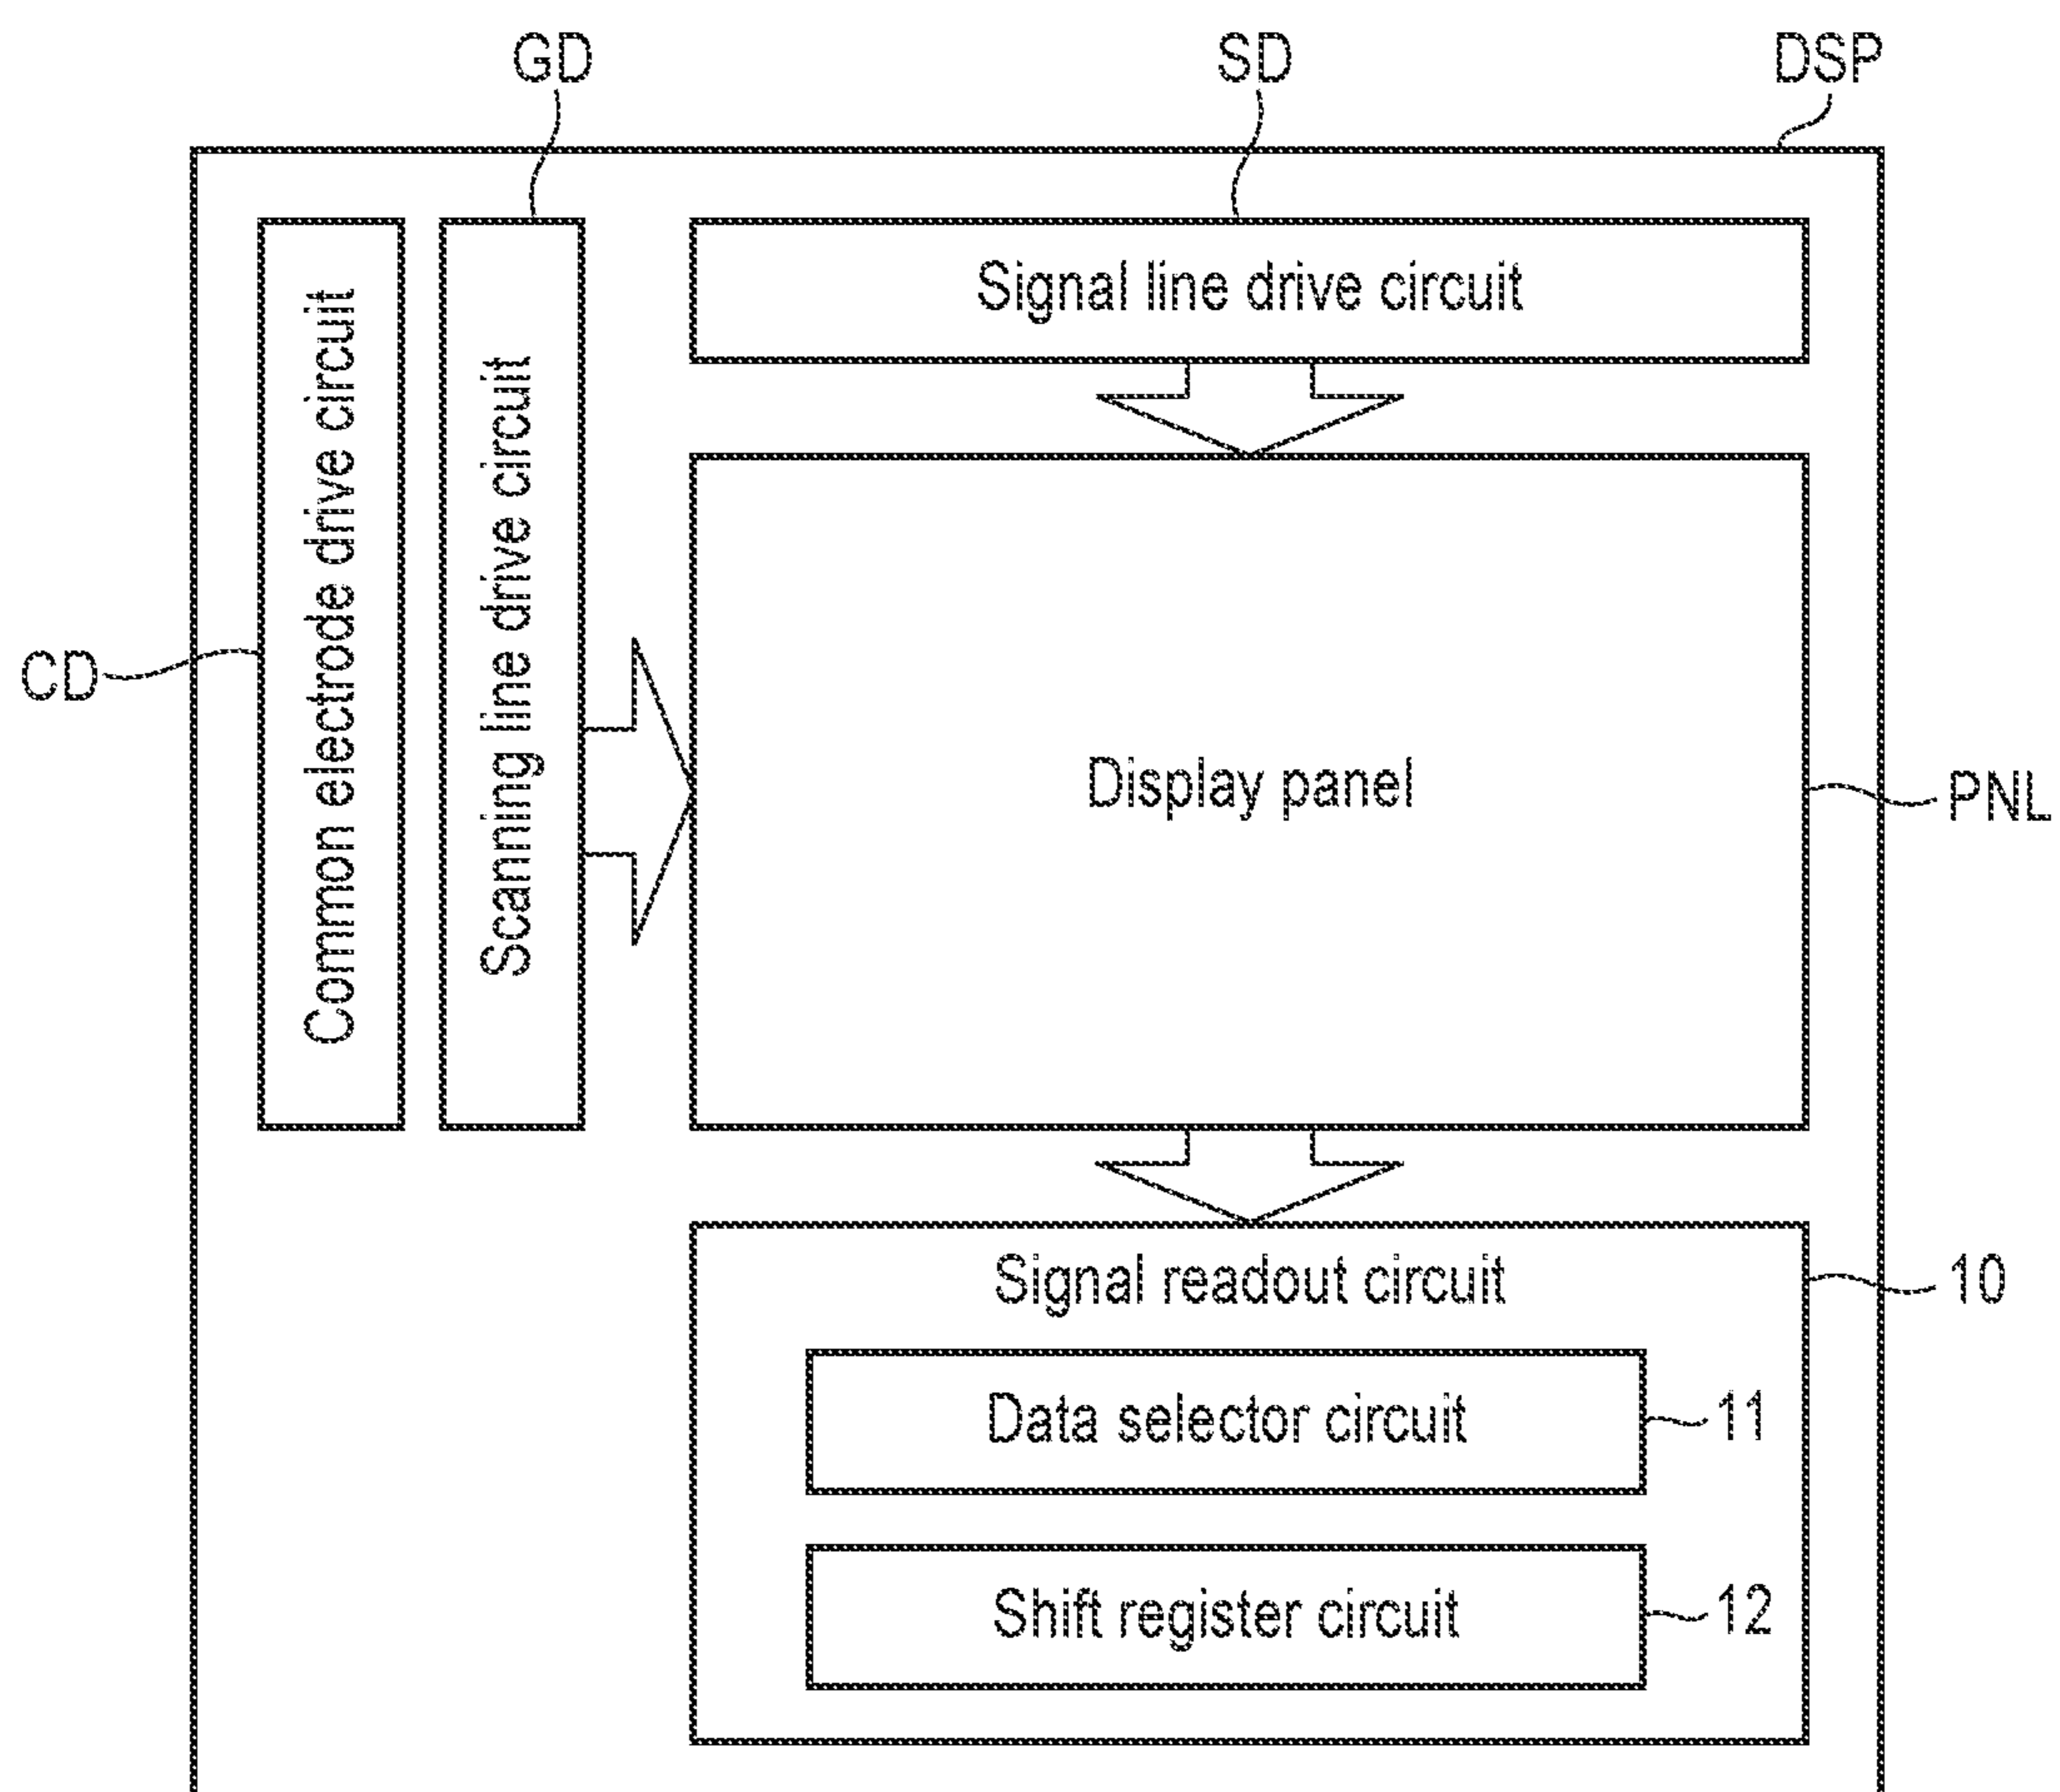 GD
SD
DSP
Signal line drive circuit
Common electrode drive circuit
Scanning line drive circuit
CD
Display panel
PNL
Signal readout circuit
10
Data selector circuit
11
Shift register circuit
12